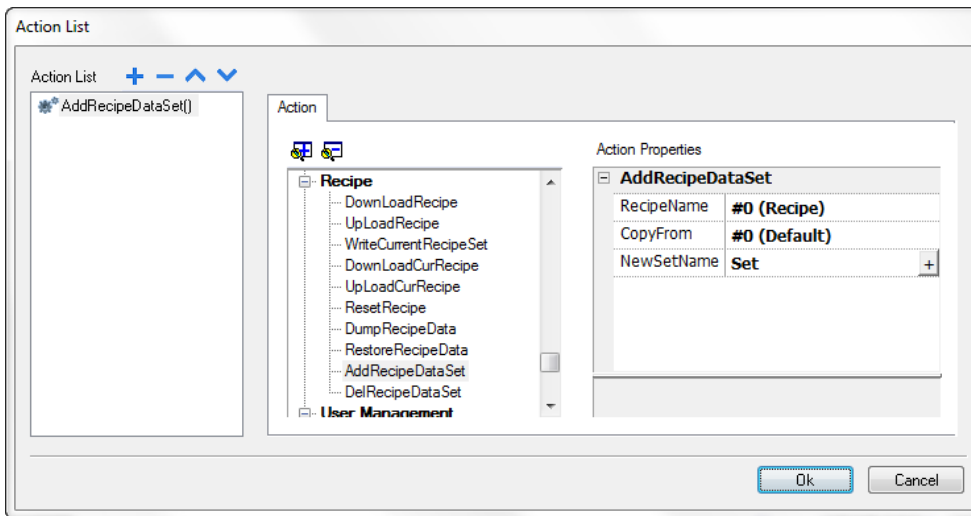 Action List
Action List
AddRecipeDataSet()
Action
Recipe
DownLoadRecipe
UpLoadRecipe
WriteCurrentRecipeSet
DownLoadCurRecipe
UpLoadCurRecipe
ResetRecipe
DumpRecipeData
RestoreRecipeData
AddRecipeDataSet
DelRecipeDataSet
User Management
Action Properties
AddRecipeDataSet
RecipeName #0 (Recipe)
CopyFrom #0 (Default)
NewSetName Set +
Ok Cancel